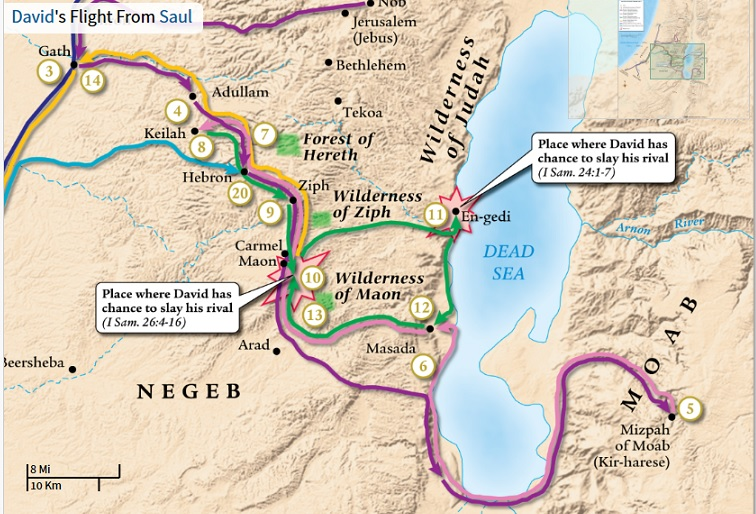 David's Flight From Saul
Nob
Jerusalem
(Jebus)
Gath
3
14
Bethlehem
Adullam
4
Tekoa
Keilah
8
7
Forest of
Hereth
Wilderness
of Judah
Place where David has
chance to slay his rival
(I Sam. 24:1-7)
Hebron
20
Ziph
9
Wilderness
of Ziph
11
En-gedi
Arnon River
Carmel
Maon
10
DEAD
SEA
Wilderness
of Maon
Place where David has
chance to slay his rival
(I Sam. 26:4-16)
13
12
Arad
Masada
6
Beersheba
NEGEB
MOAB
5
Mizpah
of Moab
(Kir-harese)
8 Mi
10 Km